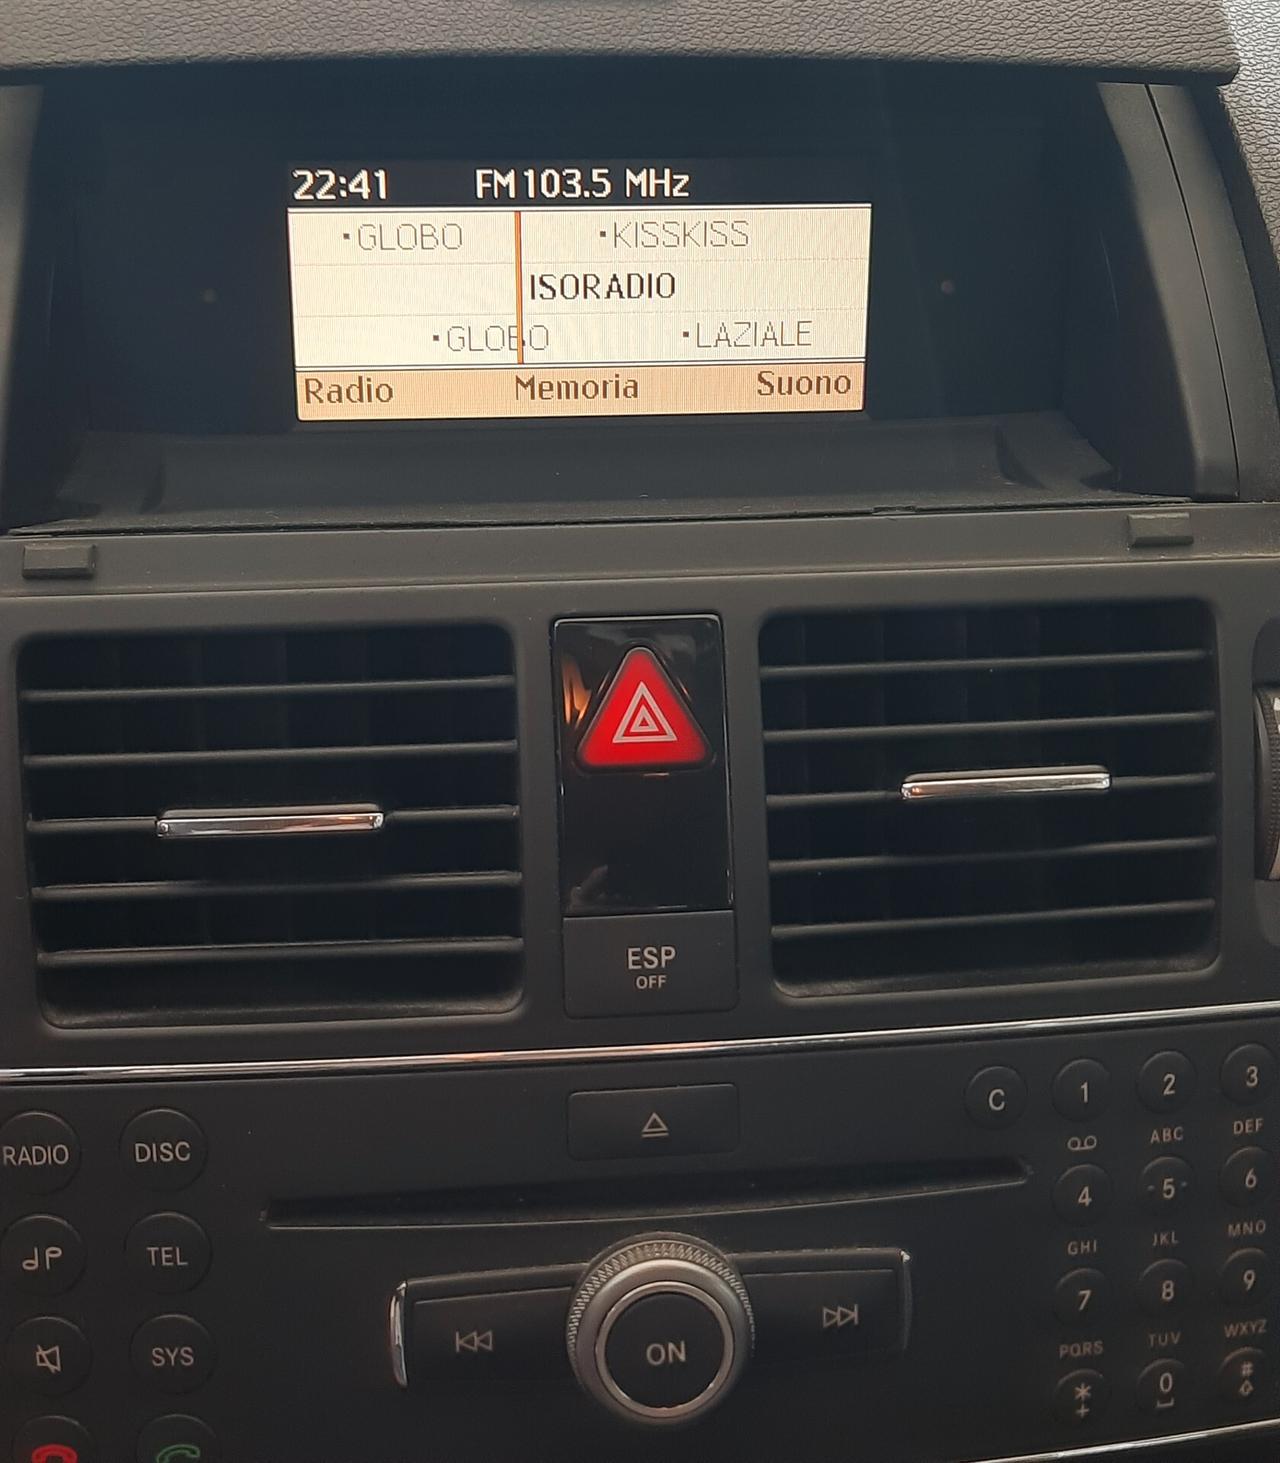 22:41 FM 103.5 MHz
·GLOBO ·KISSKISS
ISORADIO
·GLOBO ·LAZIALE
Radio Memoria Suono
ESP
OFF
C 1 2 3
ABC DEF
RADIO DISC
4 5 6
GHI JKL MNO
TEL
7 8 9
PQRS TUV WXYZ
ON
SYS
* 0 #
+